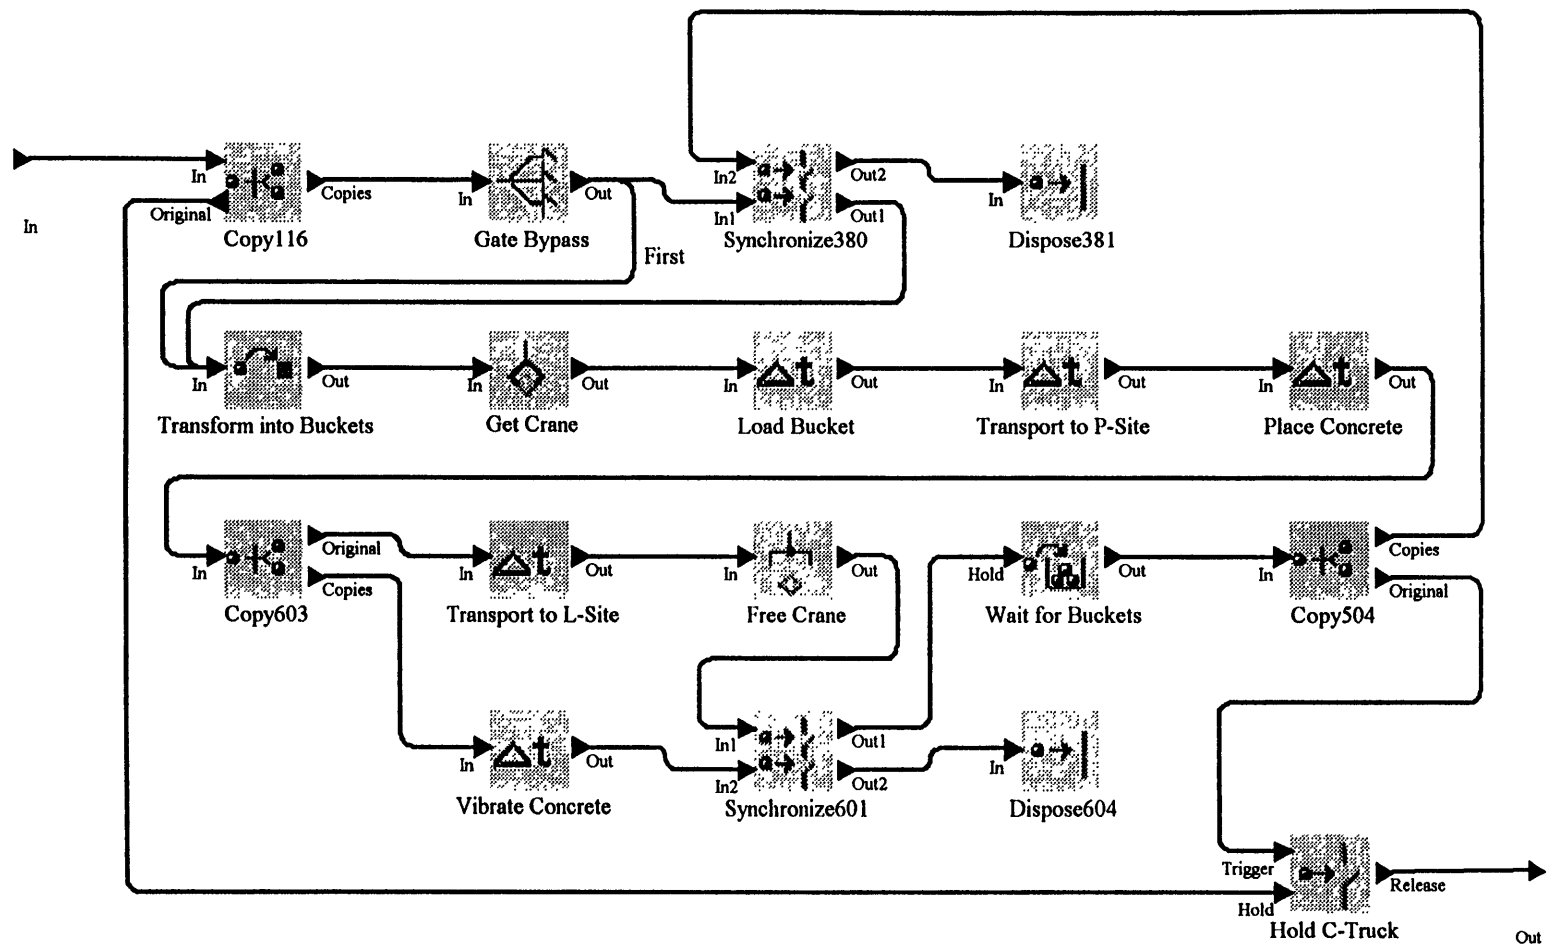 In
In
Original
Copy116
Copies
In
Gate Bypass
Out
First
In2
In1
Synchronize380
Out2
Out1
In
Dispose381
In
Transform into Buckets
Out
In
Get Crane
Out
In
Load Bucket
Out
In
Transport to P-Site
Out
In
Place Concrete
Out
In
Copy603
Original
Copies
In
Transport to L-Site
Out
In
Free Crane
Out
Hold
Wait for Buckets
Out
In
Copy504
Copies
Original
In
Vibrate Concrete
Out
In1
In2
Synchronize601
Out1
Out2
In
Dispose604
Trigger
Hold
Hold C-Truck
Release
Out